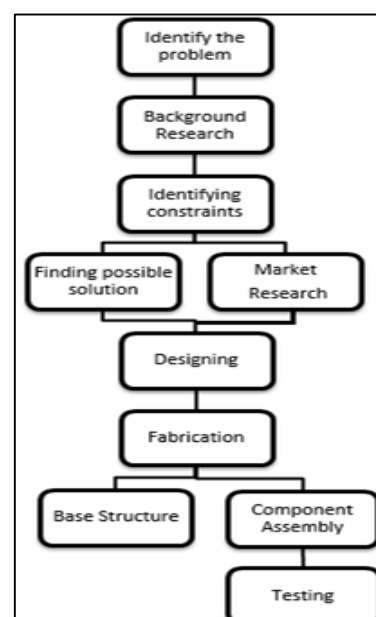 Identify the
problem
Background
Research
Identifying
constraints
Finding possible
solution
Market
Research
Designing
Fabrication
Base Structure
Component
Assembly
Testing